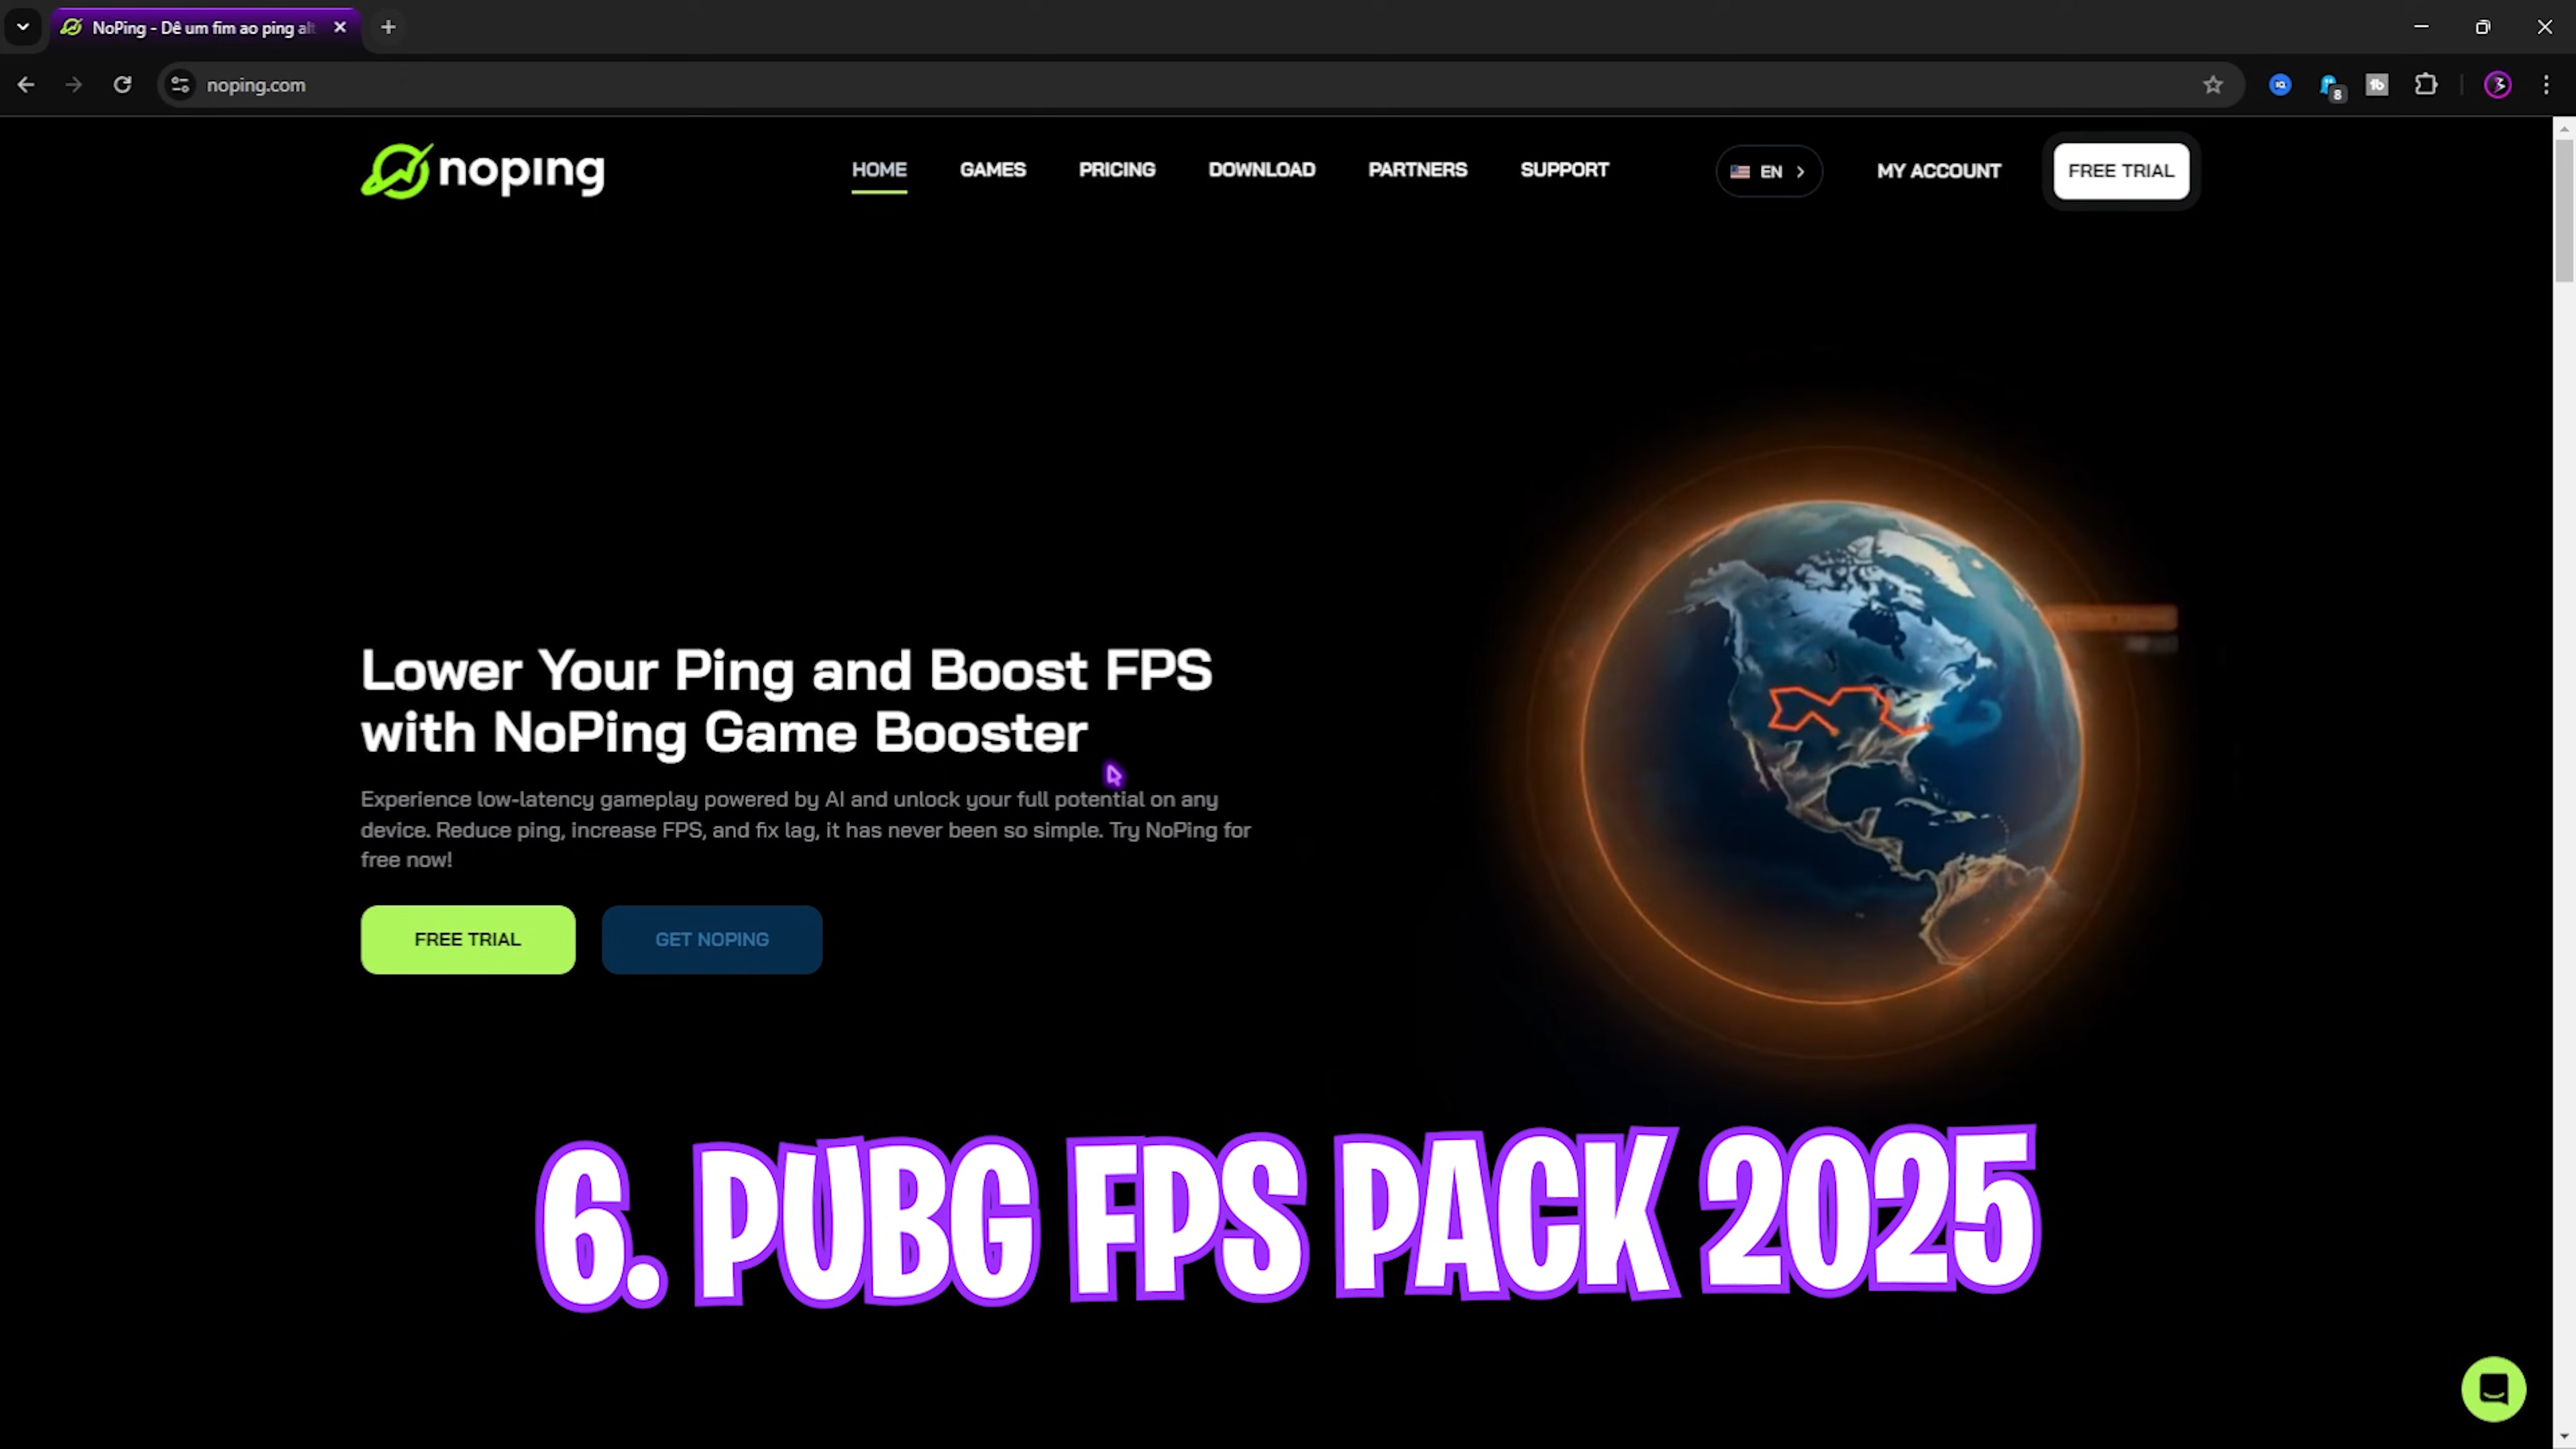 NoPing - Dê um fim ao ping alt
noping.com
8
noping
HOME
GAMES
PRICING
DOWNLOAD
PARTNERS
SUPPORT
EN
MY ACCOUNT
FREE TRIAL
Lower Your Ping and Boost FPS
with NoPing Game Booster
Experience low-latency gameplay powered by AI and unlock your full potential on any
device. Reduce ping, increase FPS, and fix lag, it has never been so simple. Try NoPing for
free now!
FREE TRIAL
GET NOPING
6. PUBG FPS PACK 2025